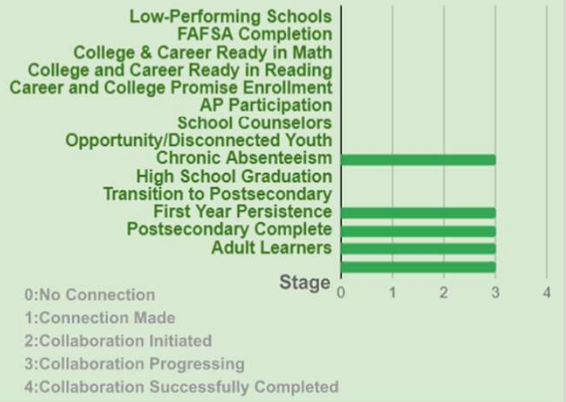 Low-Performing Schools
FAFSA Completion
College & Career Ready in Math
College and Career Ready in Reading
Career and College Promise Enrollment
AP Participation
School Counselors
Opportunity/Disconnected Youth
Chronic Absenteeism
High School Graduation
Transition to Postsecondary
First Year Persistence
Postsecondary Complete
Adult Learners
Stage
0 1 2 3 4
0:No Connection
1:Connection Made
2:Collaboration Initiated
3:Collaboration Progressing
4:Collaboration Successfully Completed